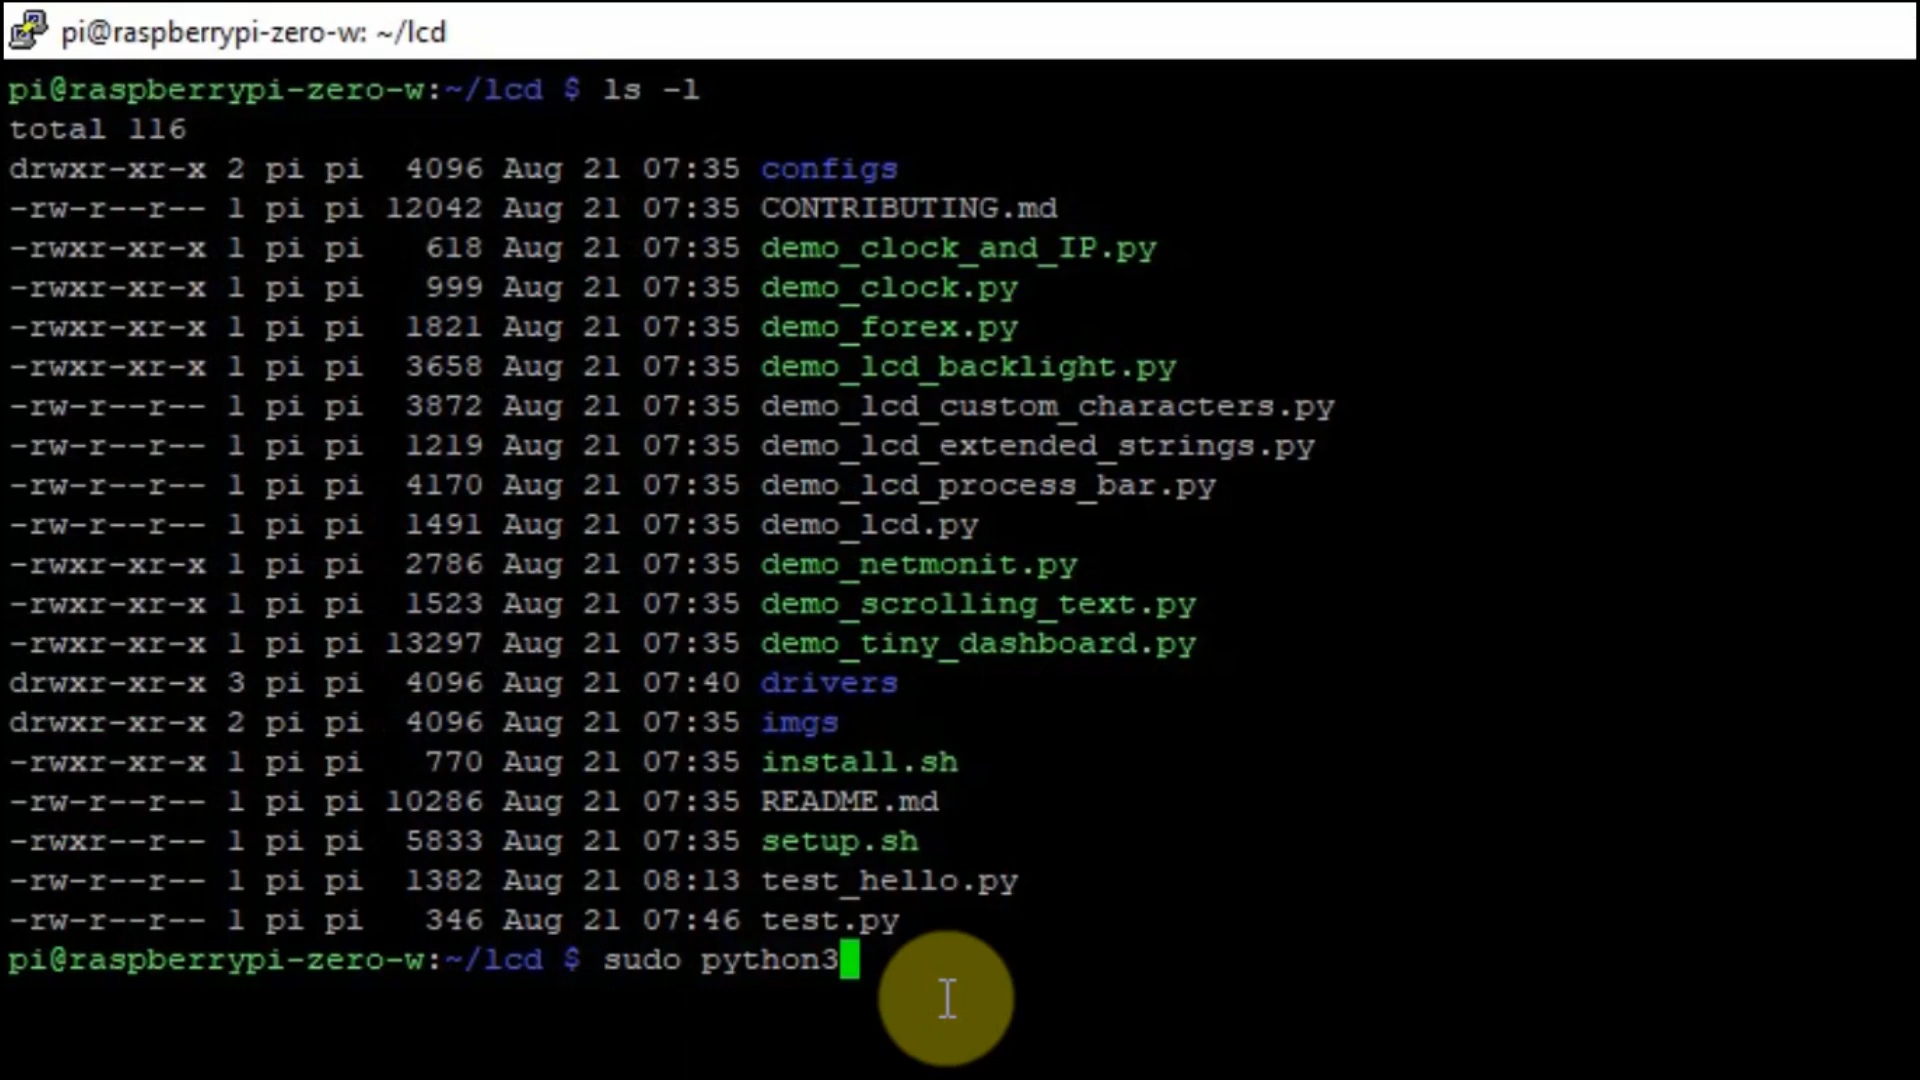 pi@raspberrypi-zero-w: ~/lcd
pi@raspberrypi-zero-w:~/lcd $ ls -l
total 116
drwxr-xr-x 2 pi pi  4096 Aug 21 07:35 configs
-rw-r--r-- 1 pi pi 12042 Aug 21 07:35 CONTRIBUTING.md
-rwxr-xr-x 1 pi pi   618 Aug 21 07:35 demo_clock_and_IP.py
-rwxr-xr-x 1 pi pi   999 Aug 21 07:35 demo_clock.py
-rwxr-xr-x 1 pi pi  1821 Aug 21 07:35 demo_forex.py
-rwxr-xr-x 1 pi pi  3658 Aug 21 07:35 demo_lcd_backlight.py
-rw-r--r-- 1 pi pi  3872 Aug 21 07:35 demo_lcd_custom_characters.py
-rw-r--r-- 1 pi pi  1219 Aug 21 07:35 demo_lcd_extended_strings.py
-rw-r--r-- 1 pi pi  4170 Aug 21 07:35 demo_lcd_process_bar.py
-rw-r--r-- 1 pi pi  1491 Aug 21 07:35 demo_lcd.py
-rwxr-xr-x 1 pi pi  2786 Aug 21 07:35 demo_netmonit.py
-rwxr-xr-x 1 pi pi  1523 Aug 21 07:35 demo_scrolling_text.py
-rwxr-xr-x 1 pi pi 13297 Aug 21 07:35 demo_tiny_dashboard.py
drwxr-xr-x 3 pi pi  4096 Aug 21 07:40 drivers
drwxr-xr-x 2 pi pi  4096 Aug 21 07:35 imgs
-rwxr-xr-x 1 pi pi   770 Aug 21 07:35 install.sh
-rw-r--r-- 1 pi pi 10286 Aug 21 07:35 README.md
-rwxr--r-- 1 pi pi  5833 Aug 21 07:35 setup.sh
-rw-r--r-- 1 pi pi  1382 Aug 21 08:13 test_hello.py
-rw-r--r-- 1 pi pi   346 Aug 21 07:46 test.py
pi@raspberrypi-zero-w:~/lcd $ sudo python3